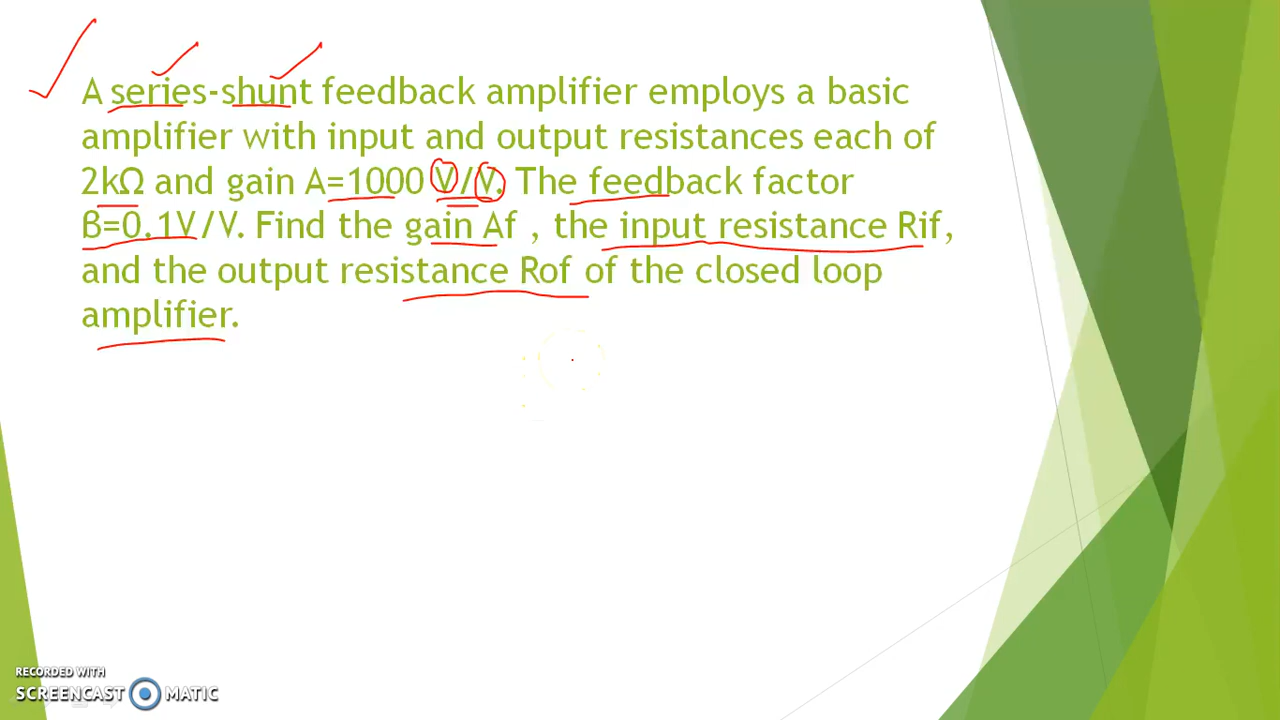 A series-shunt feedback amplifier employs a basic
amplifier with input and output resistances each of
2kΩ and gain A=1000 V/V. The feedback factor
β=0.1V/V. Find the gain Af , the input resistance Rif,
and the output resistance Rof of the closed loop
amplifier.
RECORDED WITH
SCREENCAST MATIC